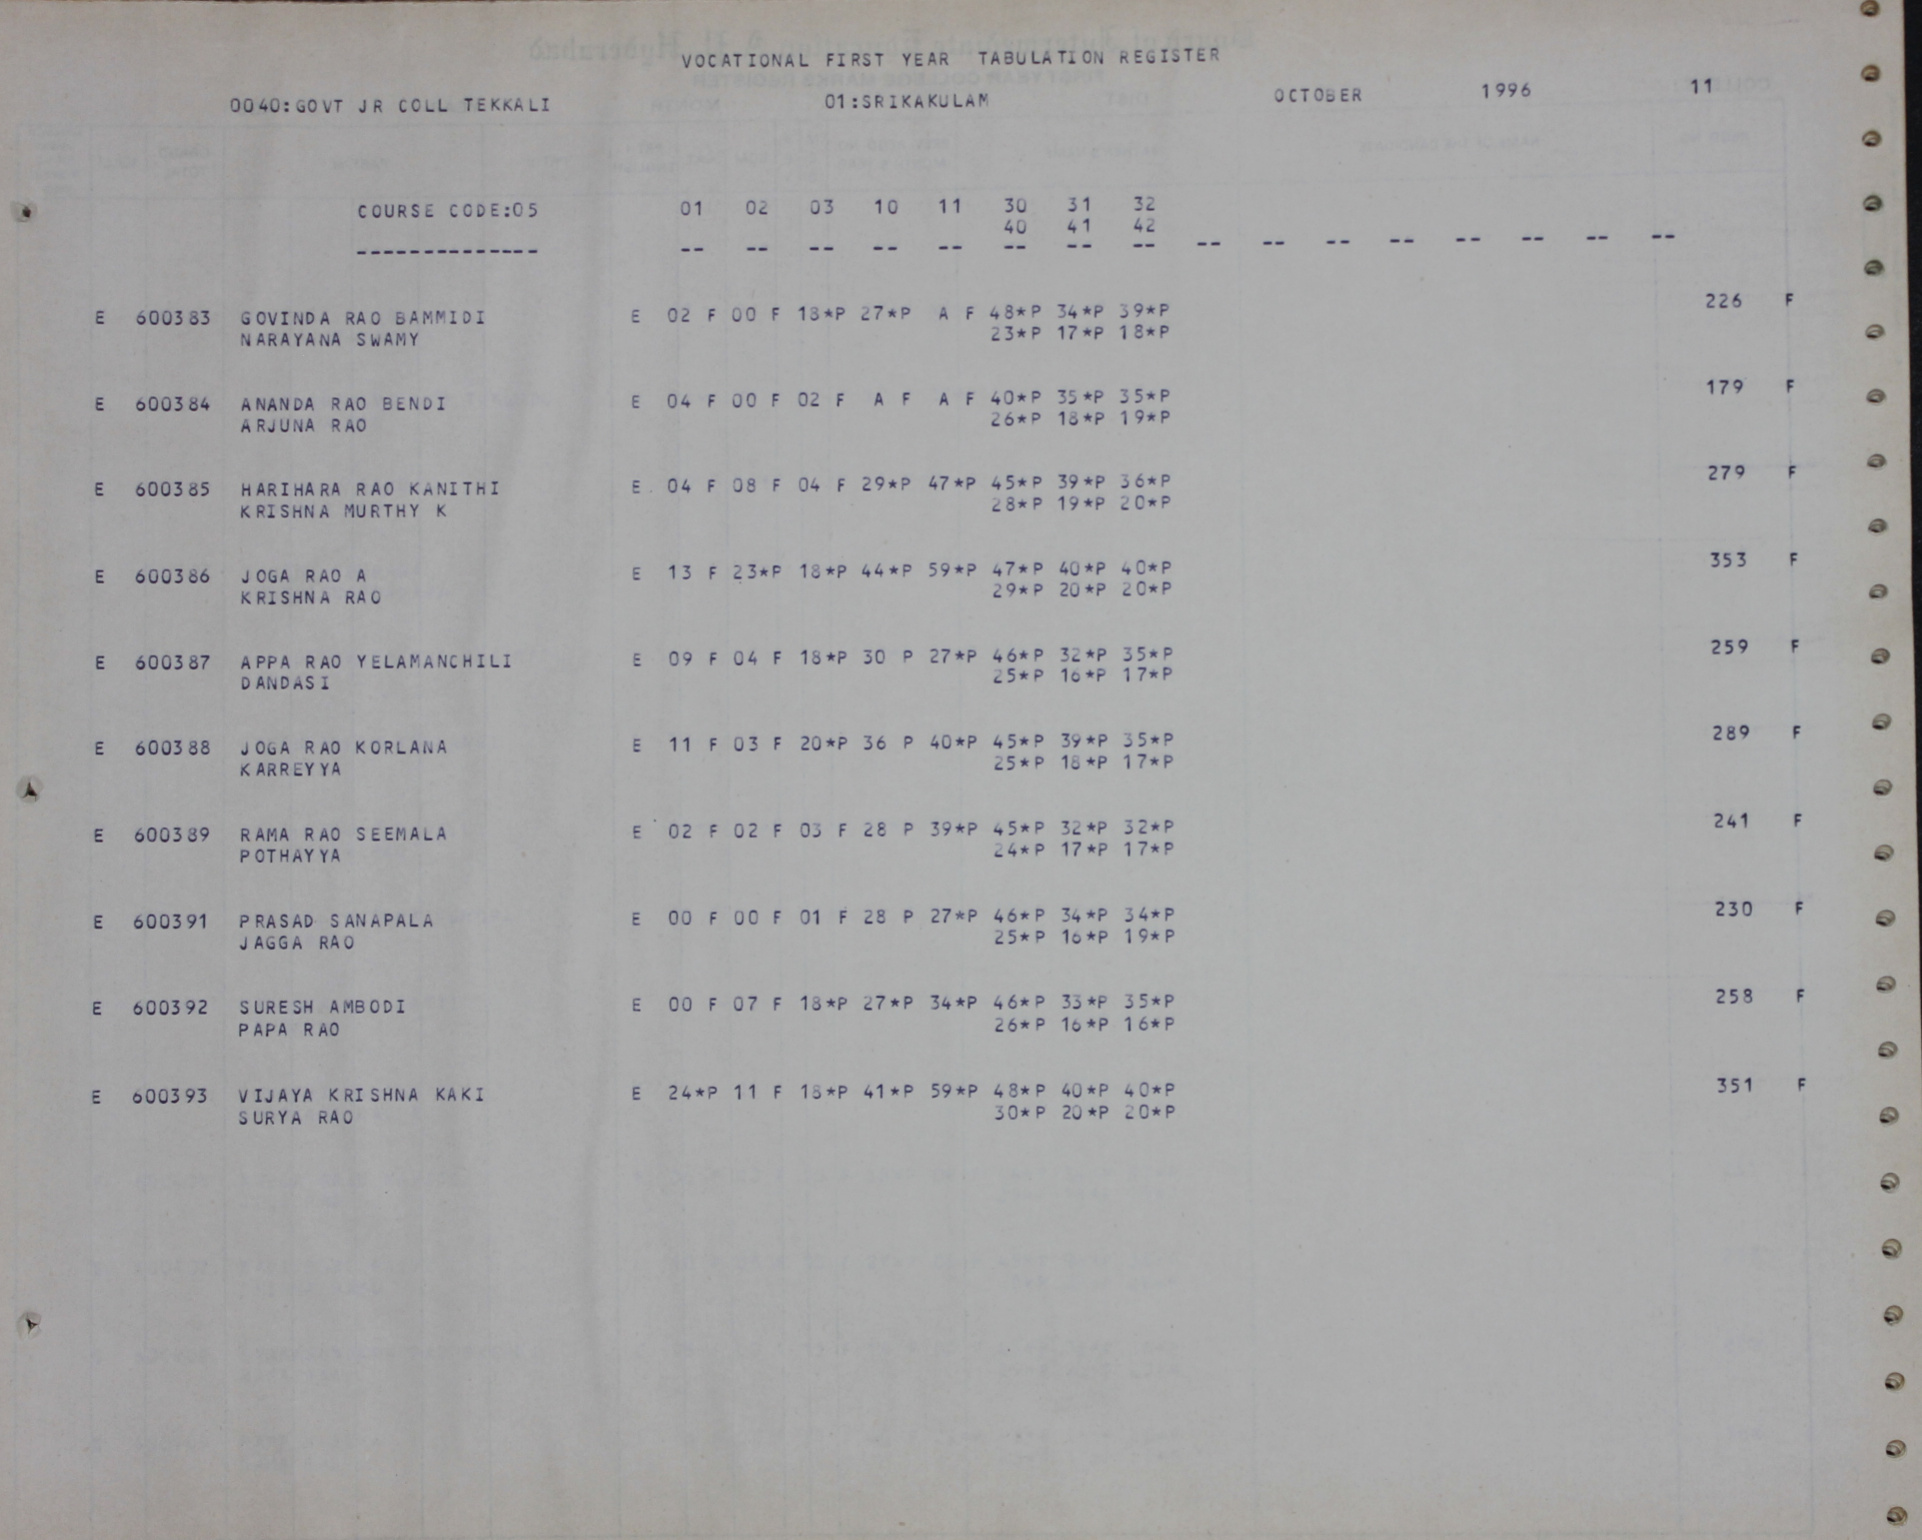 VOCATIONAL FIRST YEAR TABULATION REGISTER
0040:GOVT JR COLL TEKKALI 01:SRIKAKULAM OCTOBER 1996 11
COURSE CODE:05 01 02 03 10 11 30 31 32
40 41 42
-------------- -- -- -- -- -- -- -- -- -- -- -- -- -- -- -- --
E 600383 GOVINDA RAO BAMMIDI E 02 F 00 F 18*P 27*P A F 48*P 34*P 39*P 226 F
NARAYANA SWAMY 23*P 17*P 18*P
E 600384 ANANDA RAO BENDI E 04 F 00 F 02 F A F A F 40*P 35*P 35*P 179 F
ARJUNA RAO 26*P 18*P 19*P
E 600385 HARIHARA RAO KANITHI E 04 F 08 F 04 F 29*P 47*P 45*P 39*P 36*P 279 F
KRISHNA MURTHY K 28*P 19*P 20*P
E 600386 JOGA RAO A E 13 F 23*P 18*P 44*P 59*P 47*P 40*P 40*P 353 F
KRISHNA RAO 29*P 20*P 20*P
E 600387 APPA RAO YELAMANCHILI E 09 F 04 F 18*P 30 P 27*P 46*P 32*P 35*P 259 F
DANDASI 25*P 16*P 17*P
E 600388 JOGA RAO KORLANA E 11 F 03 F 20*P 36 P 40*P 45*P 39*P 35*P 289 F
KARREYYA 25*P 18*P 17*P
E 600389 RAMA RAO SEEMALA E 02 F 02 F 03 F 28 P 39*P 45*P 32*P 32*P 241 F
POTHAYYA 24*P 17*P 17*P
E 600391 PRASAD SANAPALA E 00 F 00 F 01 F 28 P 27*P 46*P 34*P 34*P 230 F
JAGGA RAO 25*P 16*P 19*P
E 600392 SURESH AMBODI E 00 F 07 F 18*P 27*P 34*P 46*P 33*P 35*P 258 F
PAPA RAO 26*P 16*P 16*P
E 600393 VIJAYA KRISHNA KAKI E 24*P 11 F 18*P 41*P 59*P 48*P 40*P 40*P 351 F
SURYA RAO 30*P 20*P 20*P